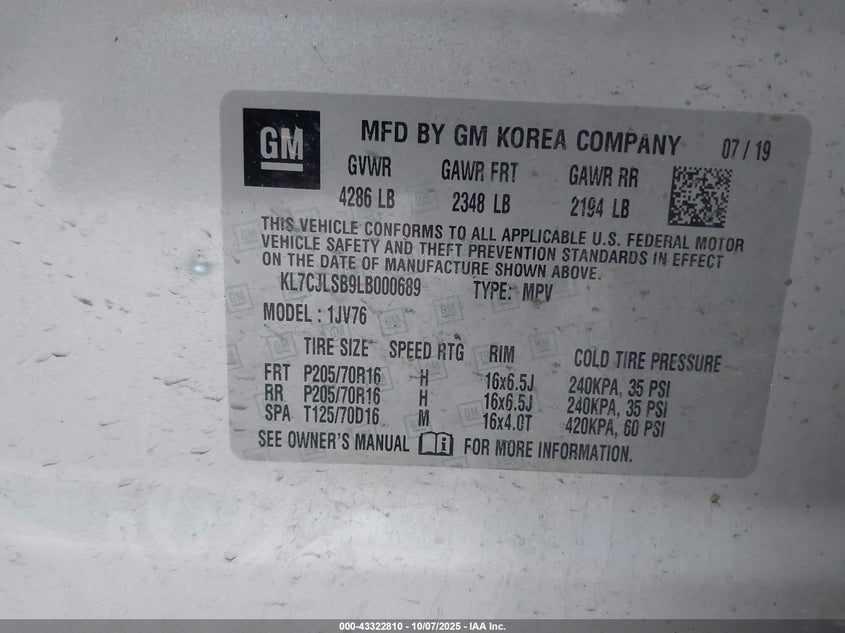 GM
MFD BY GM KOREA COMPANY 07 / 19
GVWR GAWR FRT GAWR RR
4286 LB 2348 LB 2194 LB
THIS VEHICLE CONFORMS TO ALL APPLICABLE U.S. FEDERAL MOTOR
VEHICLE SAFETY AND THEFT PREVENTION STANDARDS IN EFFECT
ON THE DATE OF MANUFACTURE SHOWN ABOVE.
KL7CJLSB9LB000689 TYPE: MPV
MODEL : 1JV76
TIRE SIZE SPEED RTG RIM COLD TIRE PRESSURE
FRT P205/70R16 H 16x6.5J 240KPA, 35 PSI
RR P205/70R16 H 16x6.5J 240KPA, 35 PSI
SPA T125/70D16 M 16x4.0T 420KPA, 60 PSI
SEE OWNER'S MANUAL i FOR MORE INFORMATION.
000-43322810 - 10/07/2025 - IAA Inc.